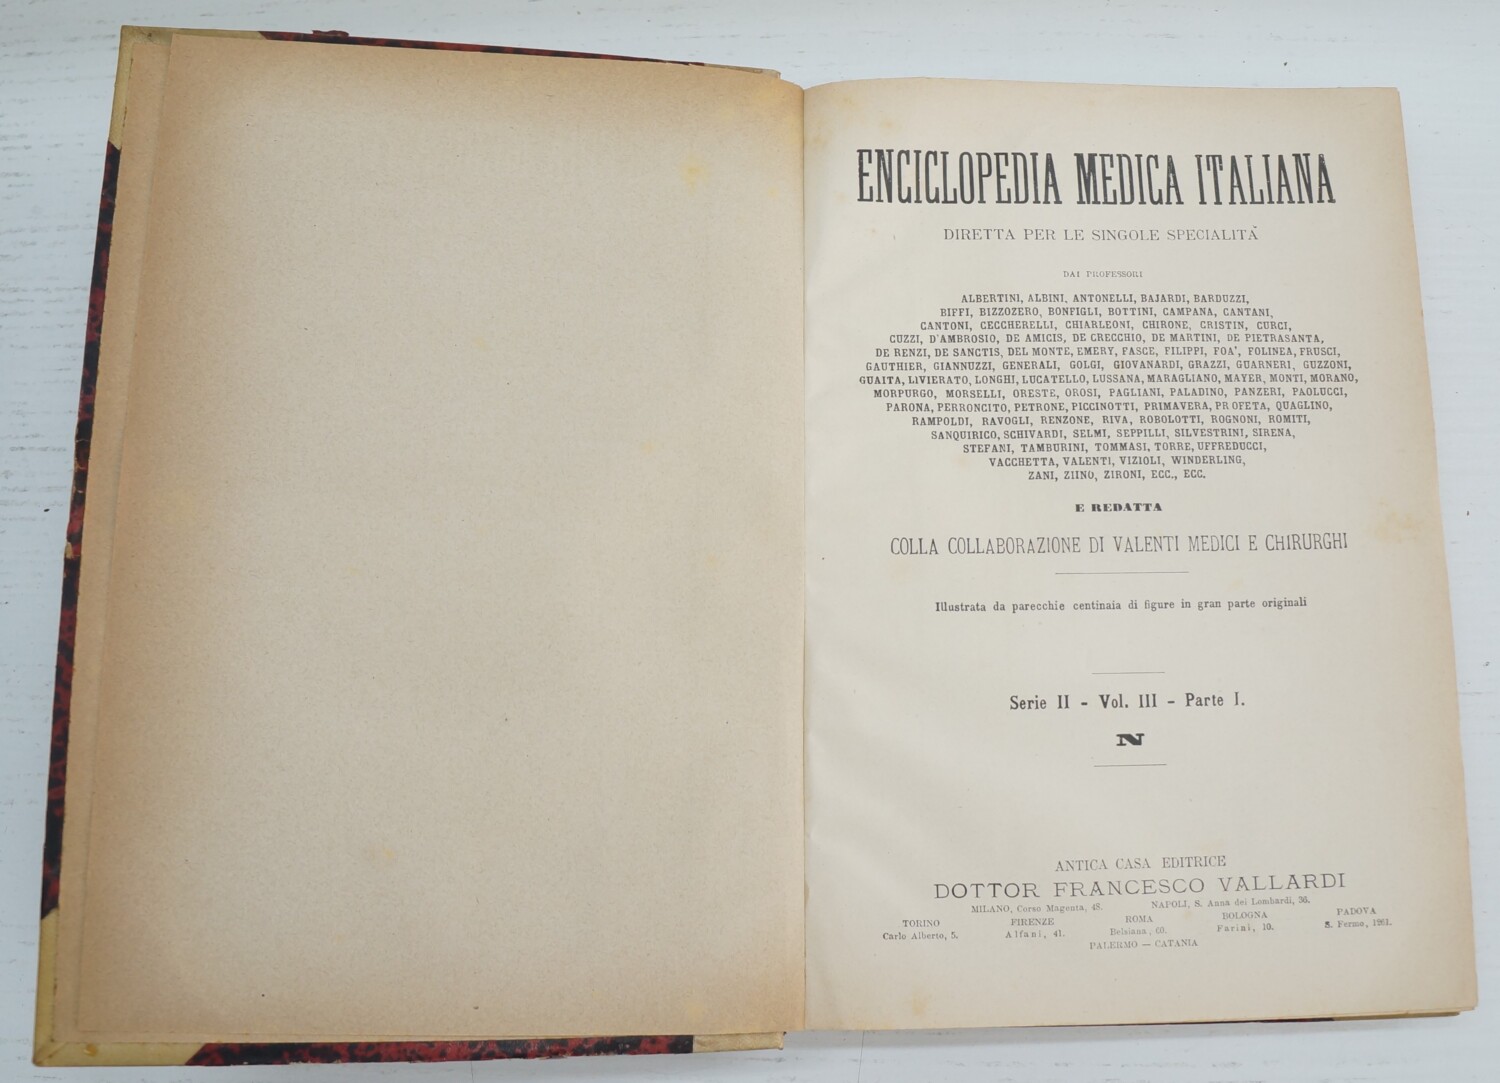 ENCICLOPEDIA MEDICA ITALIANA
DIRETTA PER LE SINGOLE SPECIALITÀ
DAI PROFESSORI
ALBERTINI, ALBINI, ANTONELLI, BAJARDI, BARDUZZI,
BIFFI, BIZZOZERO, BONFIGLI, BOTTINI, CAMPANA, CANTANI,
CANTONI, CECCHERELLI, CHIARLEONI, CHIRONE, CRISTIN, CURCI,
CUZZI, D'AMBROSIO, DE AMICIS, DE CRECCHIO, DE MARTINI, DE PIETRASANTA,
DE RENZI, DE SANCTIS, DEL MONTE, EMERY, FASCE, FILIPPI, FOA', FOLINEA, FRUSCI,
GAUTHIER, GIANNUZZI, GENERALI, GOLGI, GIOVANARDI, GRAZZI, GUARNERI, GUZZONI,
GUAITA, LIVIERATO, LONGHI, LUCATELLO, LUSSANA, MARAGLIANO, MAYER, MONTI, MORANO,
MORPURGO, MORSELLI, ORESTE, OROSI, PAGLIANI, PALADINO, PANZERI, PAOLUCCI,
PARONA, PERRONCITO, PETRONE, PICCINOTTI, PRIMAVERA, PROFETA, QUAGLINO,
RAMPOLDI, RAVOGLI, RENZONE, RIVA, ROBOLOTTI, ROGNONI, ROMITI,
SANQUIRICO, SCHIVARDI, SELMI, SEPPILLI, SILVESTRINI, SIRENA,
STEFANI, TAMBURINI, TOMMASI, TORRE, UFFREDUCCI,
VACCHETTA, VALENTI, VIZIOLI, WINDERLING,
ZANI, ZIINO, ZIRONI, ECC., ECC.
E REDATTA
COLLA COLLABORAZIONE DI VALENTI MEDICI E CHIRURGHI
Illustrata da parecchie centinaia di figure in gran parte originali
Serie II - Vol. III - Parte I.
N
ANTICA CASA EDITRICE
DOTTOR FRANCESCO VALLARDI
MILANO, Corso Magenta, 48. NAPOLI, S. Anna dei Lombardi, 36.
TORINO FIRENZE ROMA BOLOGNA PADOVA
Carlo Alberto, 5. Alfani, 41. Belsiana, 60. Farini, 10. S. Fermo, 1261.
PALERMO — CATANIA